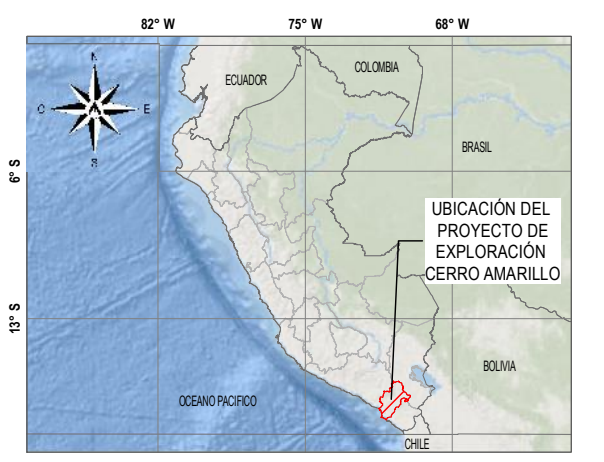 82° W 75° W 68° W
N
O E
S
COLOMBIA
ECUADOR
BRASIL
6° S
UBICACIÓN DEL
PROYECTO DE
EXPLORACIÓN
CERRO AMARILLO
13° S
BOLIVIA
OCEANO PACIFICO
CHILE